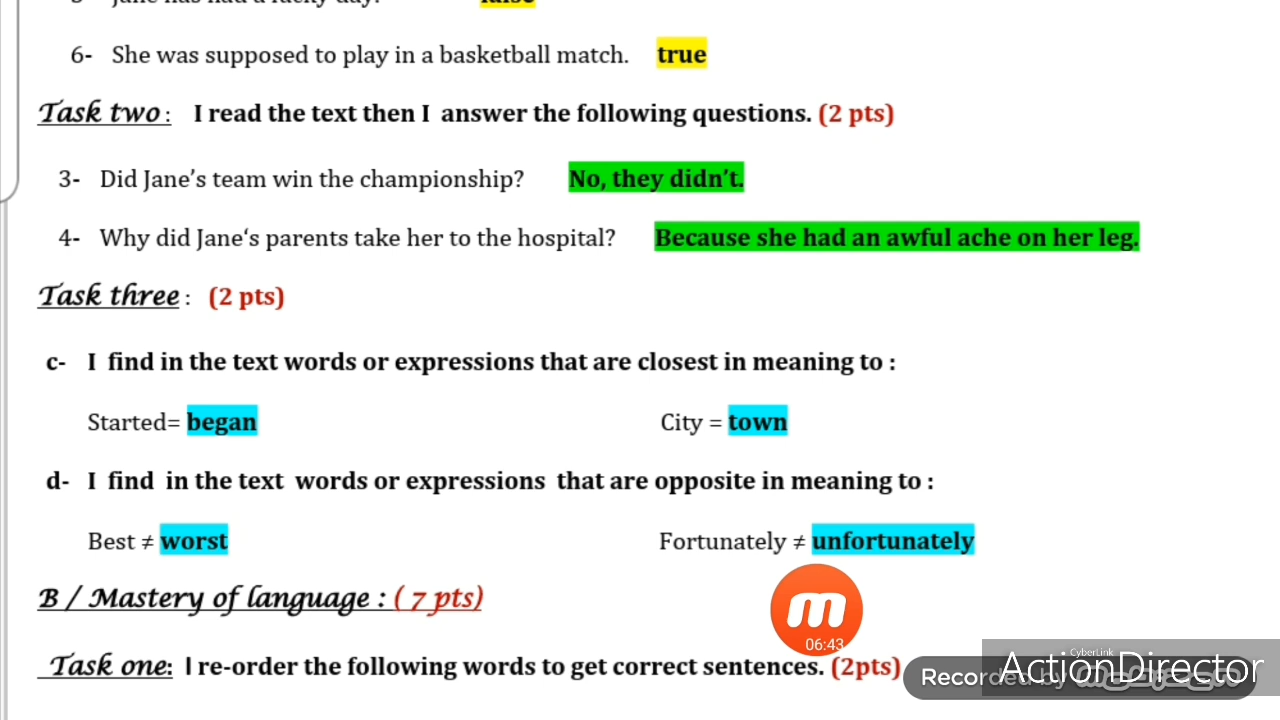 6- She was supposed to play in a basketball match. true
Task two : I read the text then I answer the following questions. (2 pts)
3- Did Jane’s team win the championship? No, they didn’t.
4- Why did Jane‘s parents take her to the hospital? Because she had an awful ache on her leg.
Task three : (2 pts)
c- I find in the text words or expressions that are closest in meaning to :
Started= began City = town
d- I find in the text words or expressions that are opposite in meaning to :
Best ≠ worst Fortunately ≠ unfortunately
B / Mastery of language : ( 7 pts)
06:43
Task one: I re-order the following words to get correct sentences. (2pts)
CyberLink
ActionDirector
Recorded by